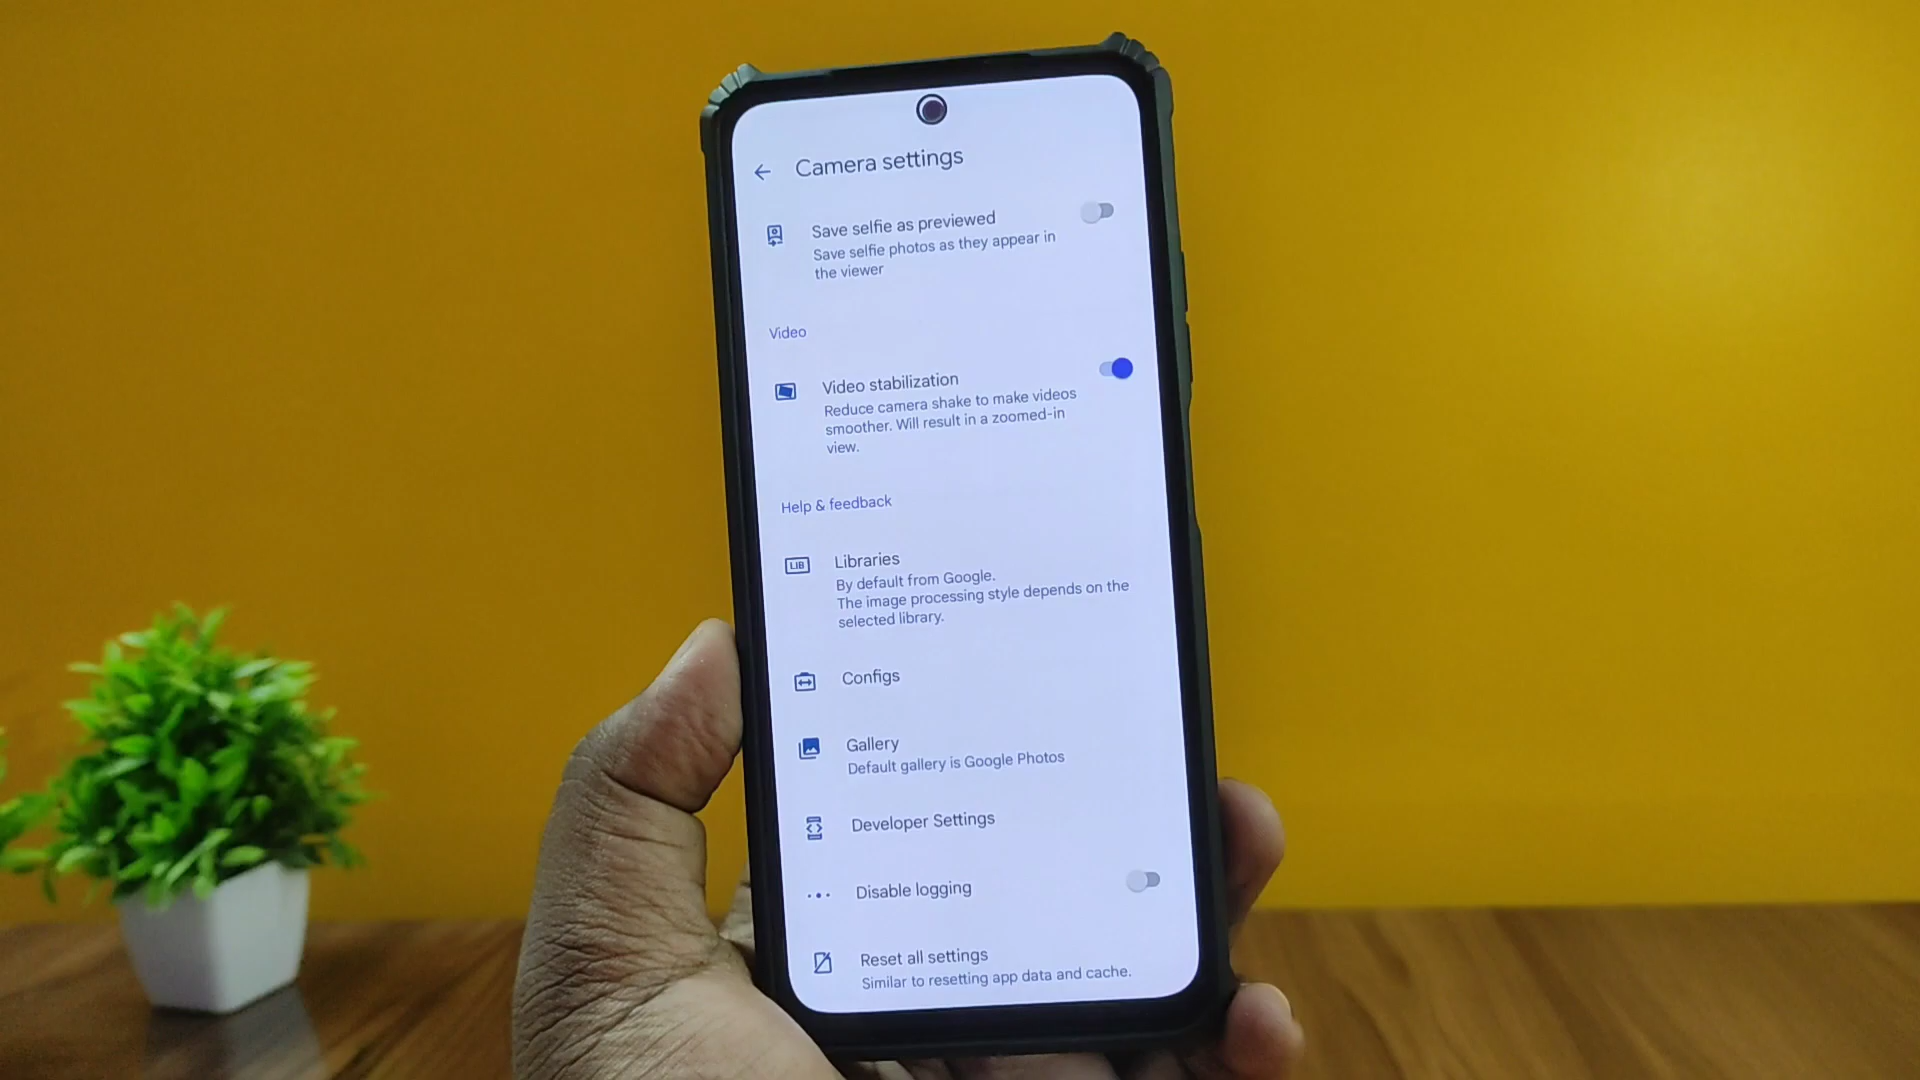 Camera settings
Save selfie as previewed
Save selfie photos as they appear in
the viewer
Video
Video stabilization
Reduce camera shake to make videos
smoother. Will result in a zoomed-in
view.
Help & feedback
LIB
Libraries
By default from Google.
The image processing style depends on the
selected library.
Configs
Gallery
Default gallery is Google Photos
Developer Settings
Disable logging
Reset all settings
Similar to resetting app data and cache.